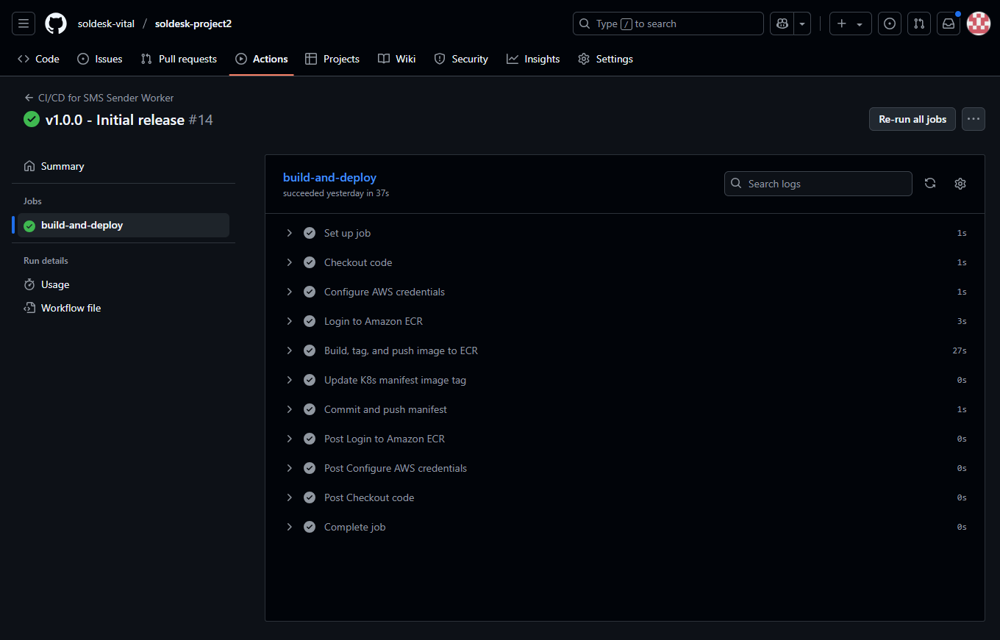 soldesk-vital / soldesk-project2
Type / to search
Code Issues Pull requests Actions Projects Wiki Security Insights Settings
CI/CD for SMS Sender Worker
v1.0.0 - Initial release #14
Re-run all jobs
Summary
Jobs
build-and-deploy
Run details
Usage
Workflow file
build-and-deploy
succeeded yesterday in 37s
Search logs
Set up job 1s
Checkout code 1s
Configure AWS credentials 1s
Login to Amazon ECR 3s
Build, tag, and push image to ECR 27s
Update K8s manifest image tag 0s
Commit and push manifest 1s
Post Login to Amazon ECR 0s
Post Configure AWS credentials 0s
Post Checkout code 0s
Complete job 0s